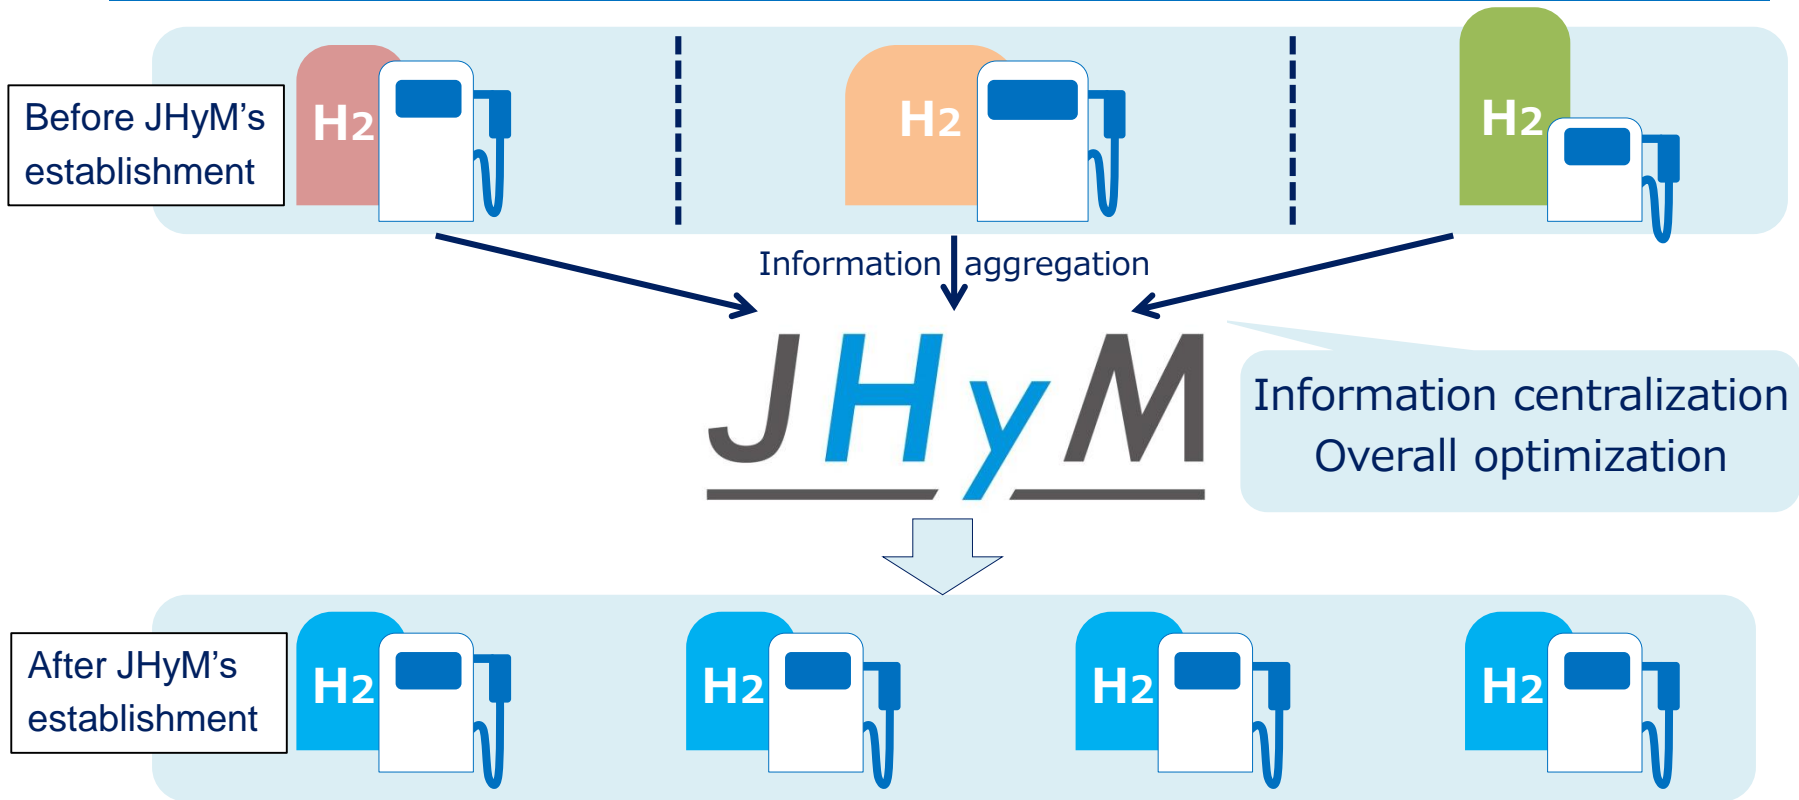 Before JHyM’s
establishment
H2
H2
H2
Information aggregation
JHyM
Information centralization
Overall optimization
After JHyM’s
establishment
H2
H2
H2
H2